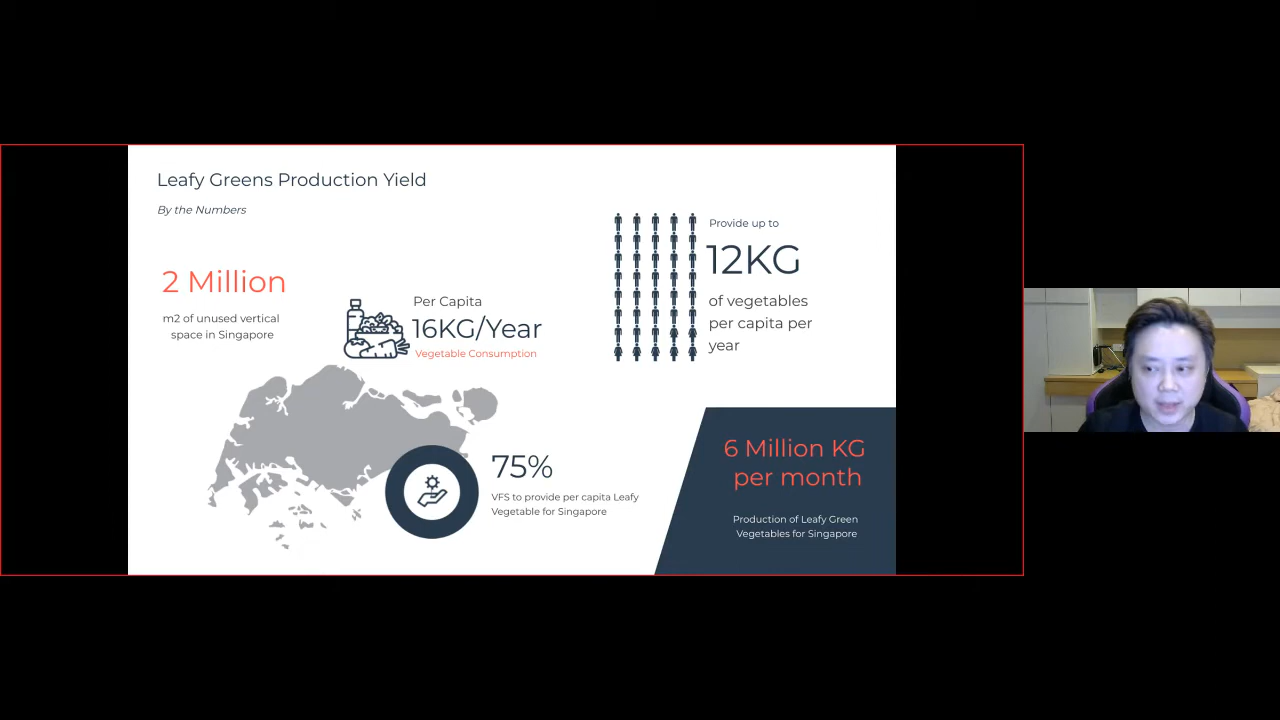 Leafy Greens Production Yield
By the Numbers
2 Million
m2 of unused vertical
space in Singapore
Per Capita
16KG/Year
Vegetable Consumption
Provide up to
12KG
of vegetables
per capita per
year
75%
VFS to provide per capita Leafy
Vegetable for Singapore
6 Million KG
per month
Production of Leafy Green
Vegetables for Singapore